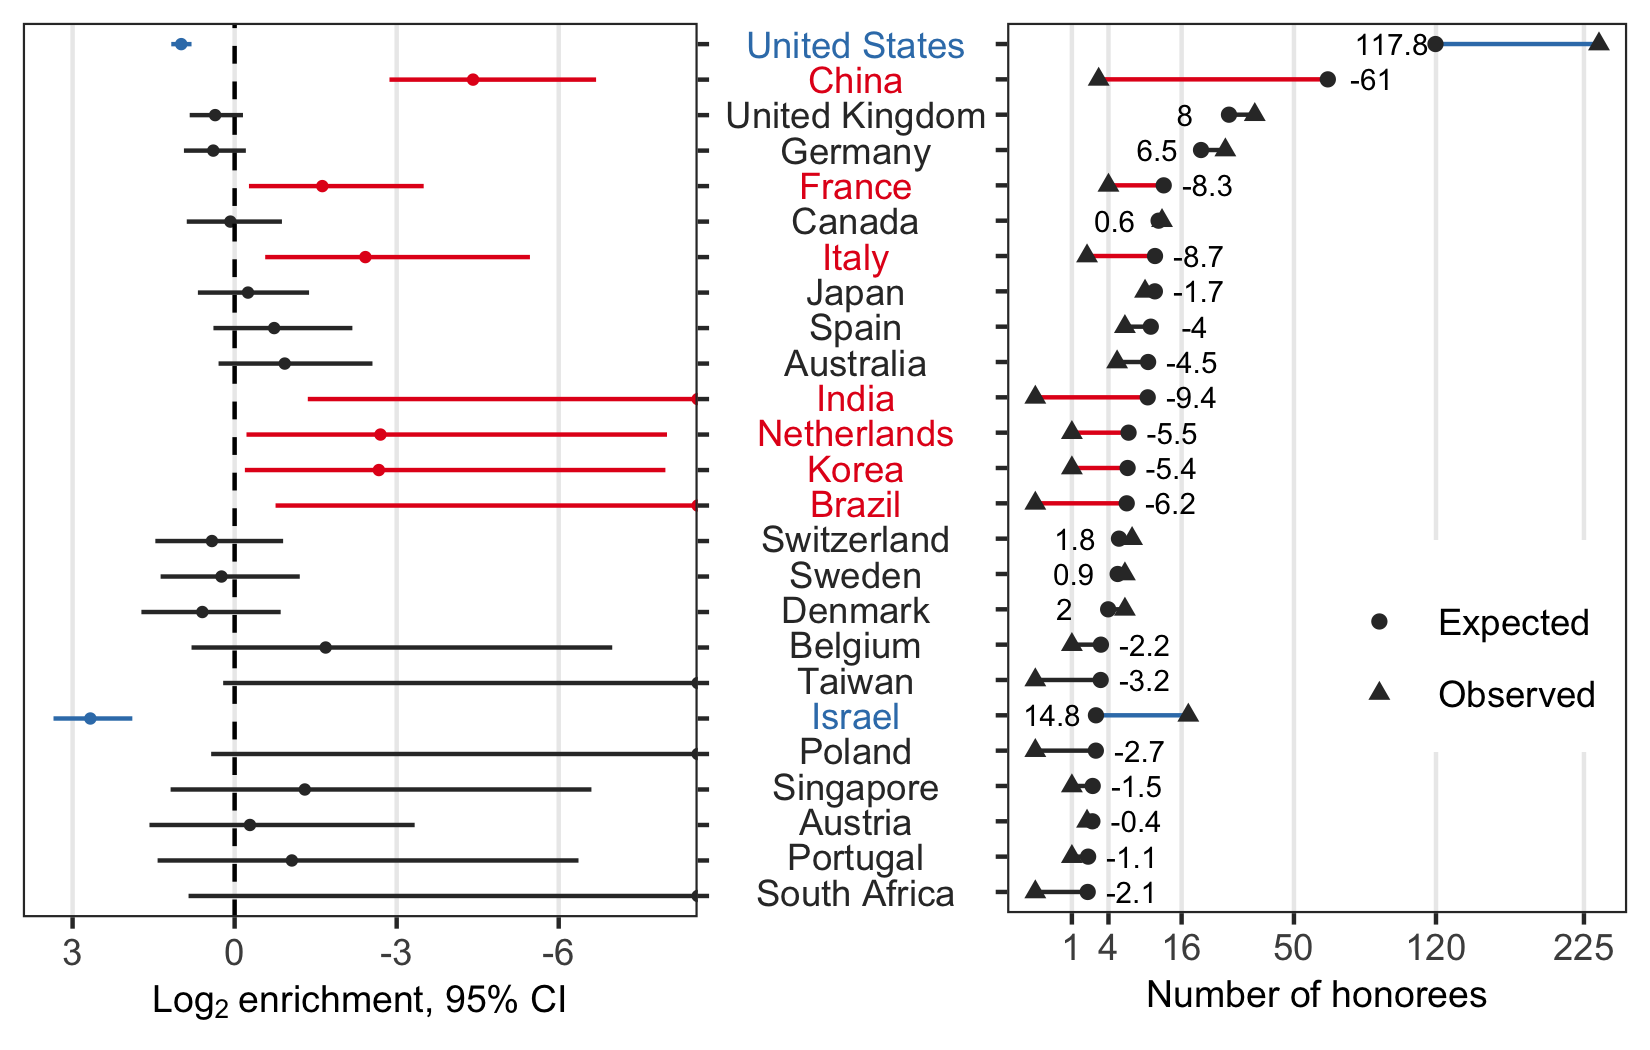 United States 117.8
China -61
United Kingdom 8
Germany 6.5
France -8.3
Canada 0.6
Italy -8.7
Japan -1.7
Spain -4
Australia -4.5
India -9.4
Netherlands -5.5
Korea -5.4
Brazil -6.2
Switzerland 1.8
Sweden 0.9
Denmark 2
Belgium -2.2
Taiwan -3.2
Israel 14.8
Poland -2.7
Singapore -1.5
Austria -0.4
Portugal -1.1
South Africa -2.1
Expected
Observed
3 0 -3 -6
Log₂ enrichment, 95% CI
1 4 16 50 120 225
Number of honorees